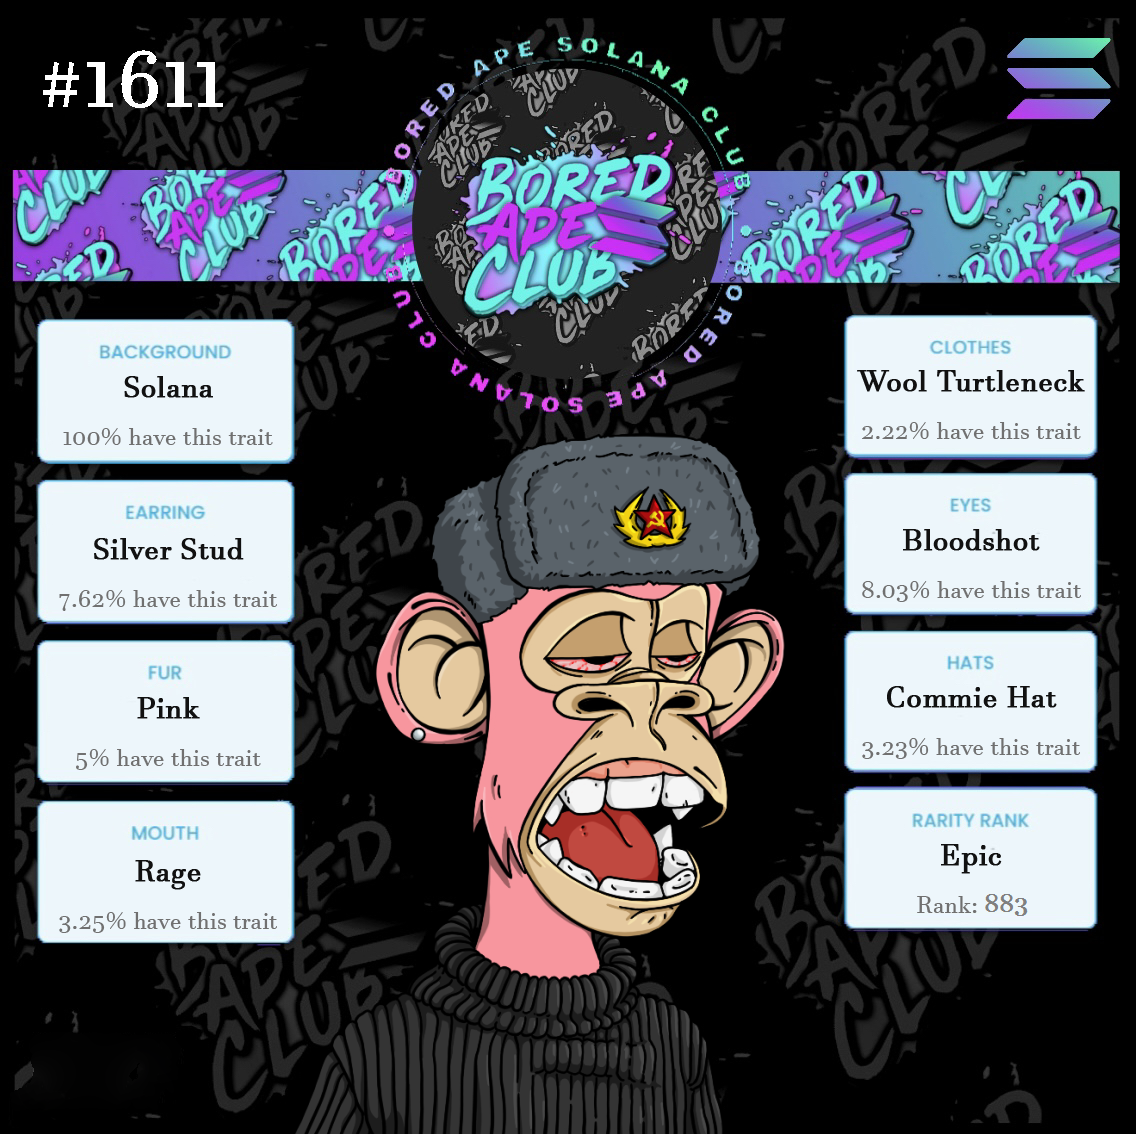 #1611
BORED APE SOLANA CLUB
BORED APE SOLANA CLUB
BORED
APE
CLUB
BACKGROUND
Solana
100% have this trait
EARRING
Silver Stud
7.62% have this trait
FUR
Pink
5% have this trait
MOUTH
Rage
3.25% have this trait
CLOTHES
Wool Turtleneck
2.22% have this trait
EYES
Bloodshot
8.03% have this trait
HATS
Commie Hat
3.23% have this trait
RARITY RANK
Epic
Rank: 883